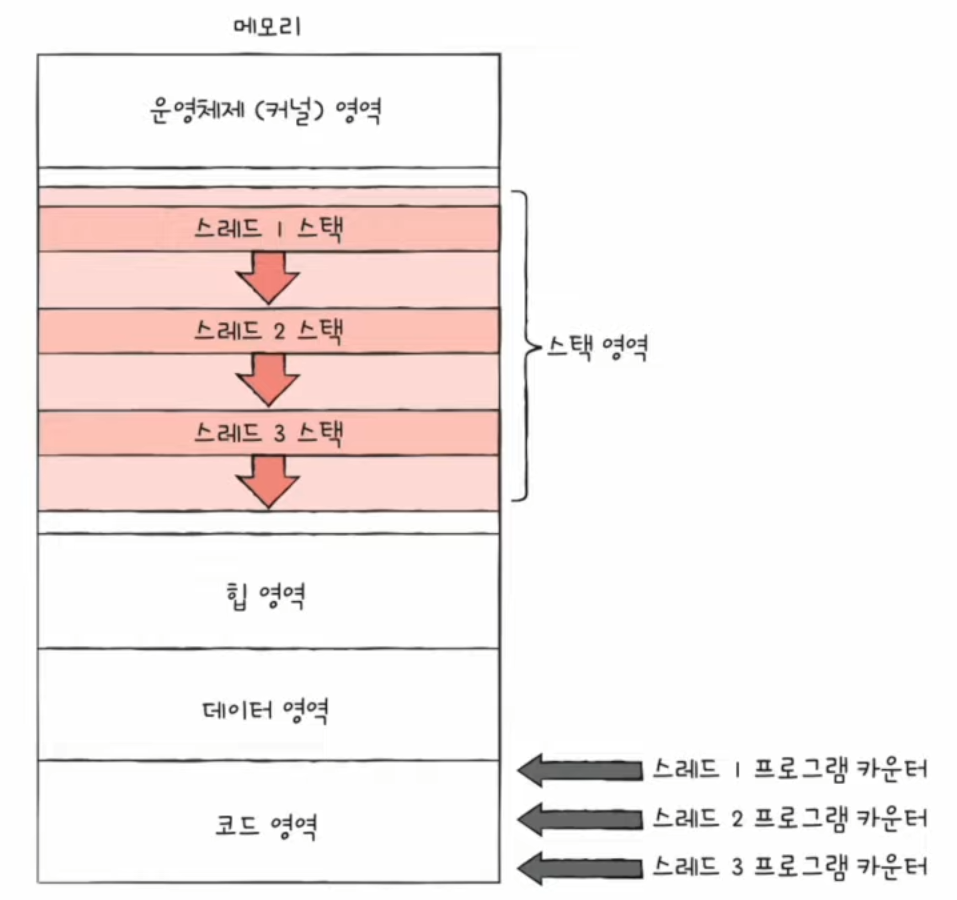 메모리
운영체제 (커널) 영역
스레드 1 스택
스레드 2 스택
스택 영역
스레드 3 스택
힙 영역
데이터 영역
스레드 1 프로그램 카운터
스레드 2 프로그램 카운터
코드 영역
스레드 3 프로그램 카운터